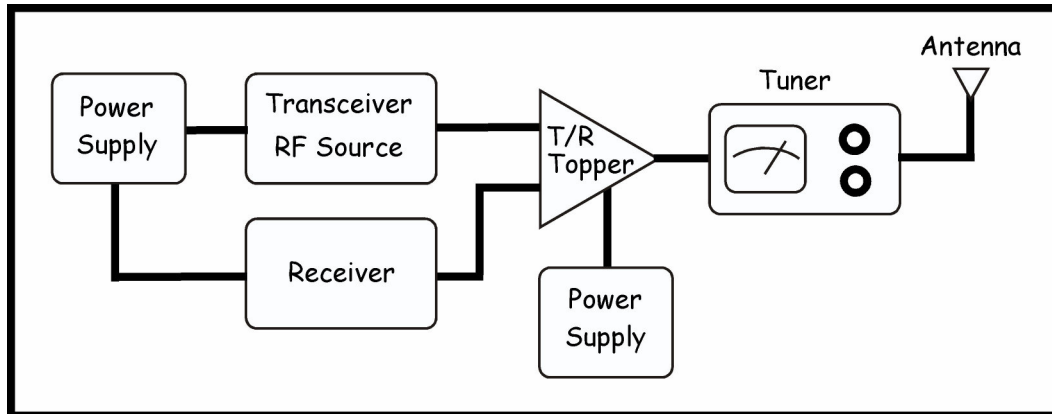 Power
Supply
Transceiver
RF Source
Receiver
T/R
Topper
Power
Supply
Tuner
Antenna